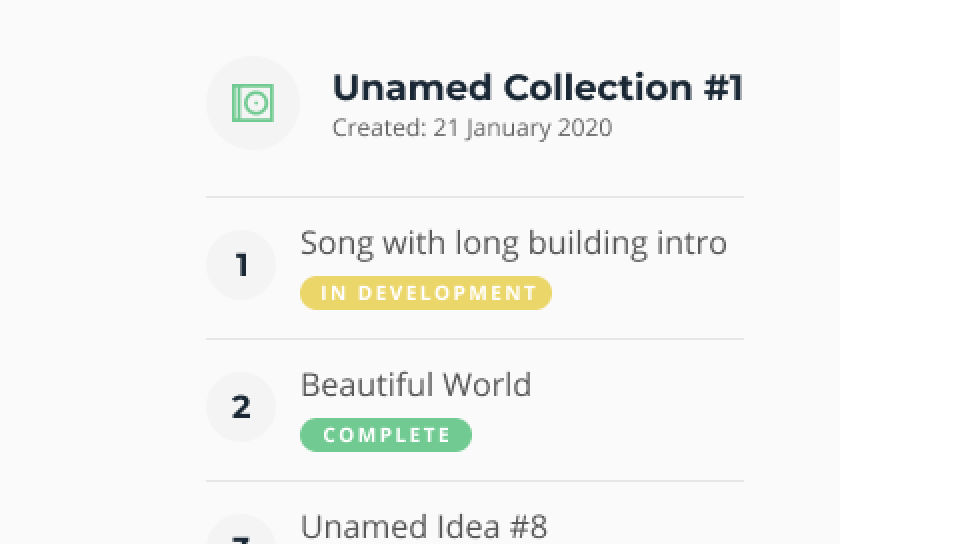 Unamed Collection #1
Created: 21 January 2020
1
Song with long building intro
IN DEVELOPMENT
2
Beautiful World
COMPLETE
3
Unamed Idea #8